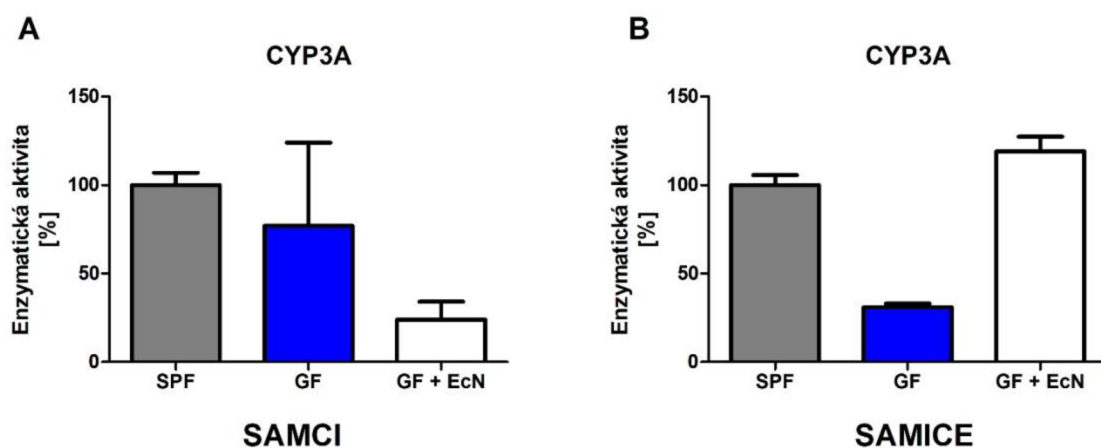 A
CYP3A
Enzymatická aktivita
[%]
150
100
50
0
SPF
GF
GF + EcN
SAMCI
B
CYP3A
Enzymatická aktivita
[%]
150
100
50
0
SPF
GF
GF + EcN
SAMICE